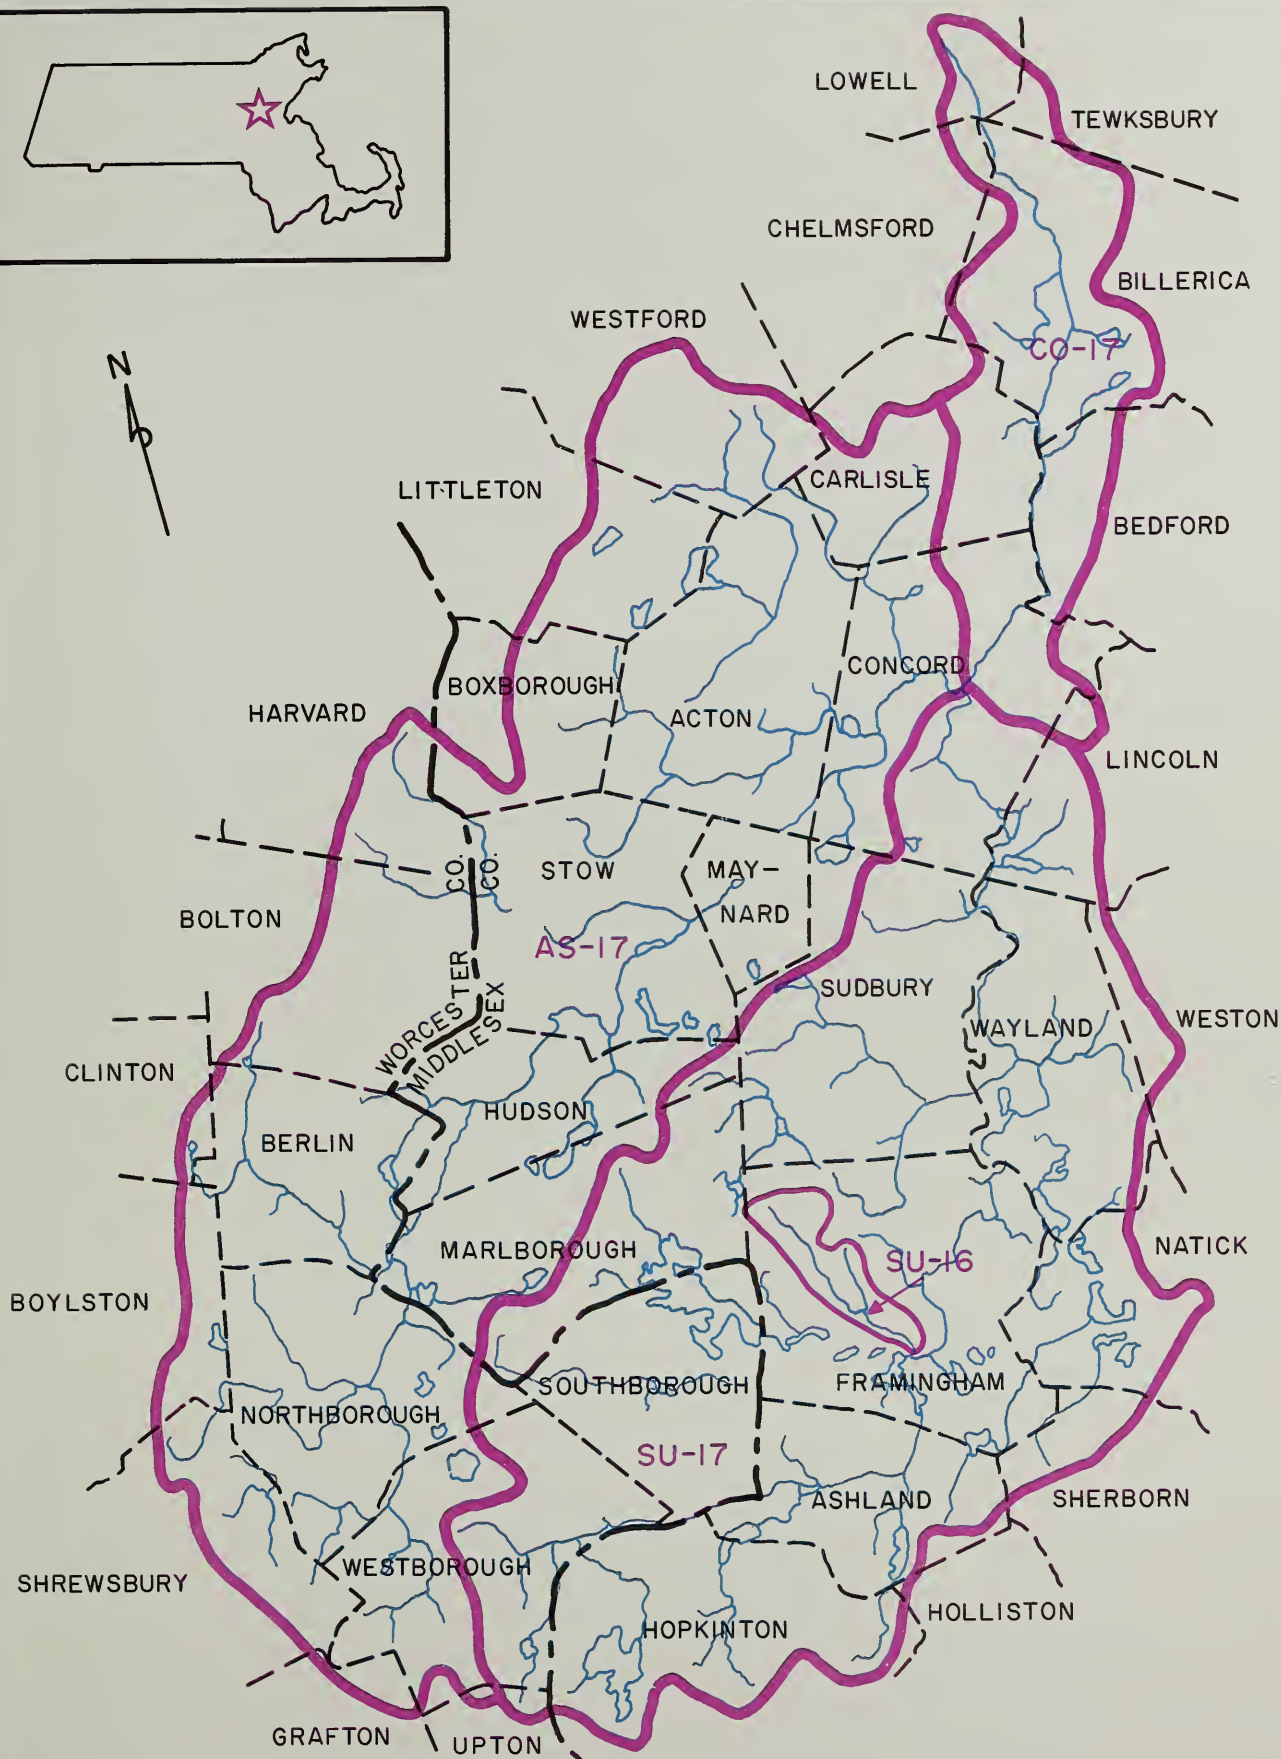 LOWELL
TEWKSBURY
CHELMSFORD
BILLERICA
WESTFORD
CO-17
N
CARLISLE
LITTLETON
BEDFORD
CONCORD
BOXBOROUGH
HARVARD
ACTON
LINCOLN
STOW
MAY-
NARD
CO.
CO.
BOLTON
AS-17
SUDBURY
WORCESTER
MIDDLESEX
WAYLAND
WESTON
CLINTON
HUDSON
BERLIN
MARLBOROUGH
NATICK
SU-16
BOYLSTON
SOUTHBOROUGH
FRAMINGHAM
NORTHBOROUGH
SU-17
ASHLAND
SHERBORN
WESTBOROUGH
SHREWSBURY
HOLLISTON
HOPKINTON
GRAFTON
UPTON